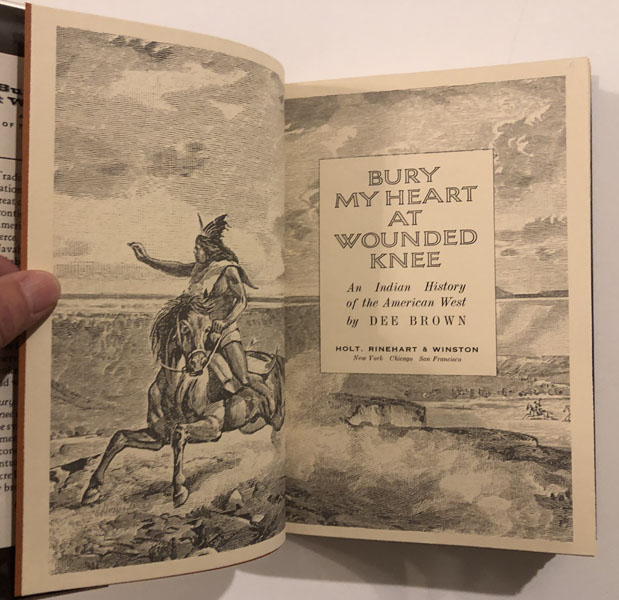 BURY
MY HEART
AT
WOUNDED
KNEE
An Indian History
of the American West
by DEE BROWN
HOLT, RINEHART & WINSTON
New York Chicago San Francisco